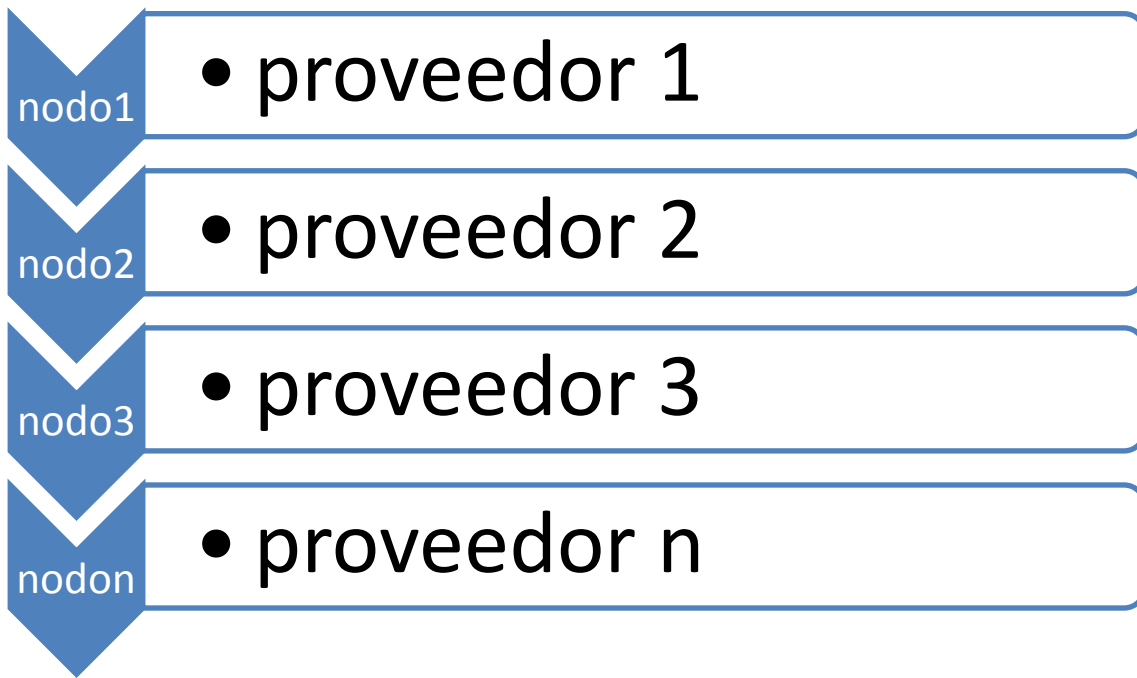 nodo1
• proveedor 1
nodo2
• proveedor 2
nodo3
• proveedor 3
nodon
• proveedor n